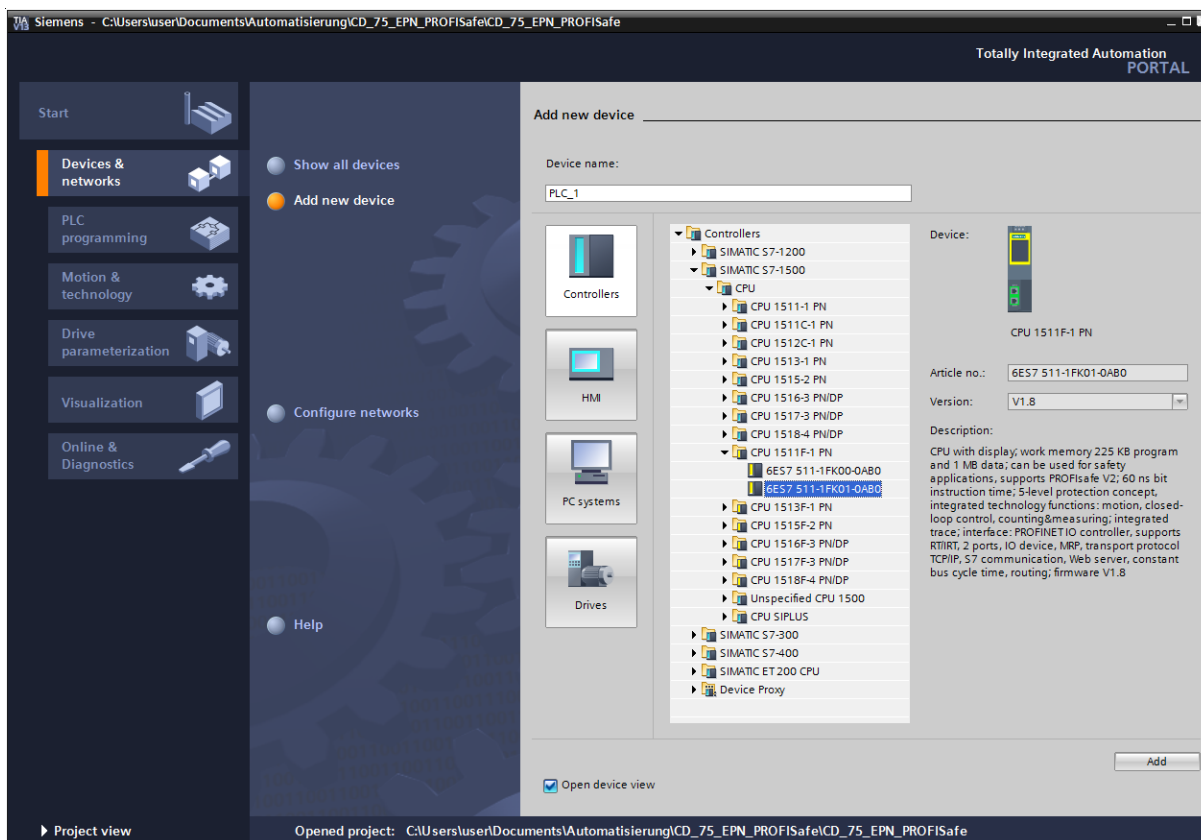 TIA V13 Siemens - C:\Users\user\Documents\Automatisierung\CD_75_EPN_PROFISafe\CD_75_EPN_PROFISafe
Totally Integrated Automation
PORTAL
Start
Devices &
networks
PLC
programming
Motion &
technology
Drive
parameterization
Visualization
Online &
Diagnostics
Show all devices
Add new device
Configure networks
Help
Add new device
Device name:
PLC_1
Controllers
HMI
PC systems
Drives
Controllers
SIMATIC S7-1200
SIMATIC S7-1500
CPU
CPU 1511-1 PN
CPU 1511C-1 PN
CPU 1512C-1 PN
CPU 1513-1 PN
CPU 1515-2 PN
CPU 1516-3 PN/DP
CPU 1517-3 PN/DP
CPU 1518-4 PN/DP
CPU 1511F-1 PN
6ES7 511-1FK00-0AB0
6ES7 511-1FK01-0AB0
CPU 1513F-1 PN
CPU 1515F-2 PN
CPU 1516F-3 PN/DP
CPU 1517F-3 PN/DP
CPU 1518F-4 PN/DP
Unspecified CPU 1500
CPU SIPLUS
SIMATIC S7-300
SIMATIC S7-400
SIMATIC ET 200 CPU
Device Proxy
Device:
CPU 1511F-1 PN
Article no.: 6ES7 511-1FK01-0AB0
Version: V1.8
Description:
CPU with display; work memory 225 KB program
and 1 MB data; can be used for safety
applications, supports PROFIsafe V2; 60 ns bit
instruction time; 5-level protection concept,
integrated technology functions: motion, closed-
loop control, counting&measuring; integrated
trace; interface: PROFINET IO controller, supports
RT/IRT, 2 ports, IO device, MRP, transport protocol
TCP/IP, S7 communication, Web server, constant
bus cycle time, routing; firmware V1.8
Add
Open device view
Project view
Opened project: C:\Users\user\Documents\Automatisierung\CD_75_EPN_PROFISafe\CD_75_EPN_PROFISafe